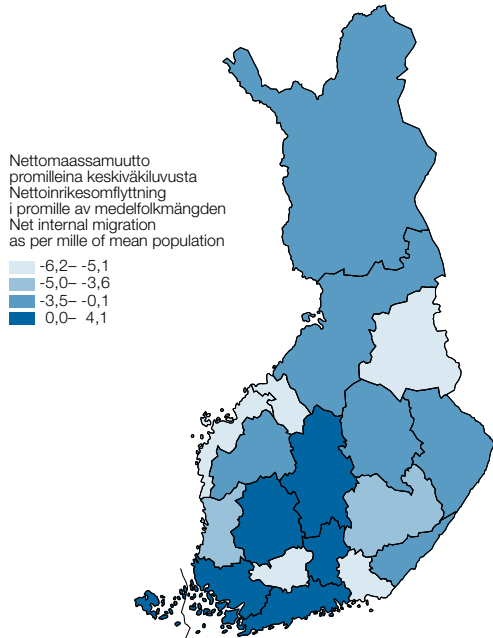 Nettomaassamuutto
promilleina keskiväkiluvusta
Nettoinrikesomflyttning
i promille av medelfolkmängden
Net internal migration
as per mille of mean population
-6,2– -5,1
-5,0– -3,6
-3,5– -0,1
0,0– 4,1